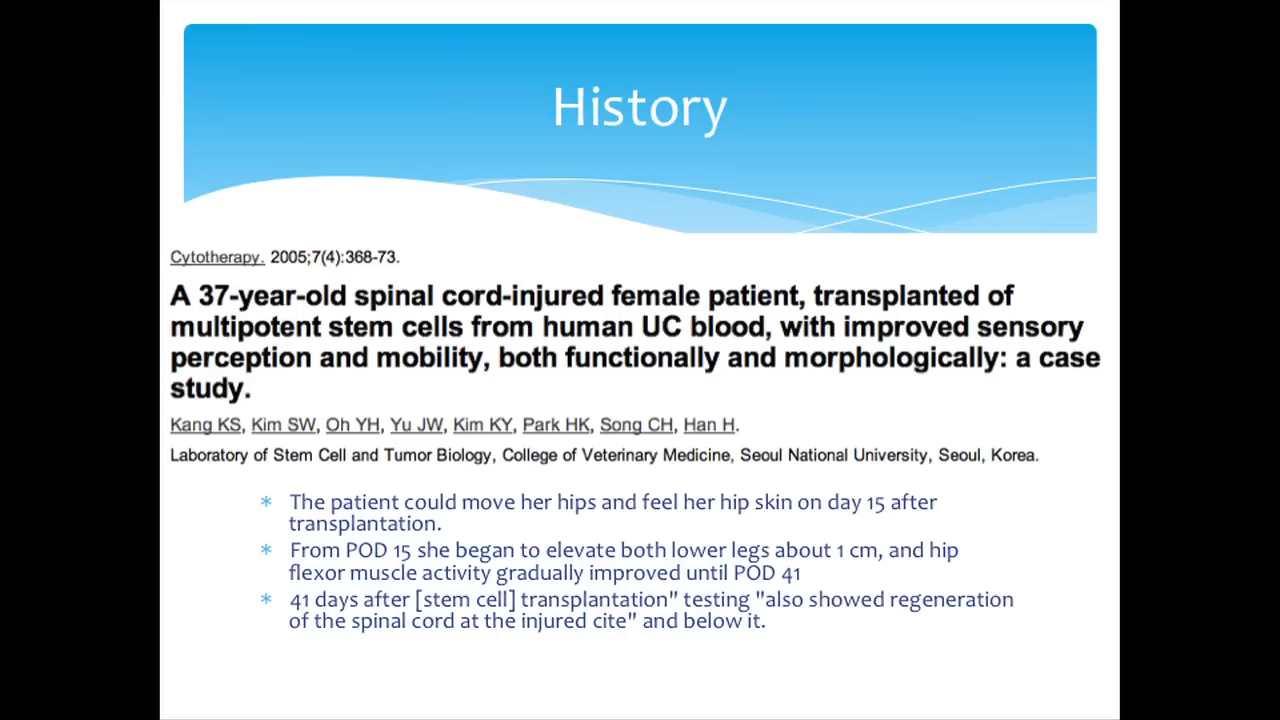 History
Cytotherapy. 2005;7(4):368-73.
A 37-year-old spinal cord-injured female patient, transplanted of
multipotent stem cells from human UC blood, with improved sensory
perception and mobility, both functionally and morphologically: a case
study.
Kang KS, Kim SW, Oh YH, Yu JW, Kim KY, Park HK, Song CH, Han H.
Laboratory of Stem Cell and Tumor Biology, College of Veterinary Medicine, Seoul National University, Seoul, Korea.
* The patient could move her hips and feel her hip skin on day 15 after
transplantation.
* From POD 15 she began to elevate both lower legs about 1 cm, and hip
flexor muscle activity gradually improved until POD 41
* 41 days after [stem cell] transplantation" testing "also showed regeneration
of the spinal cord at the injured cite" and below it.